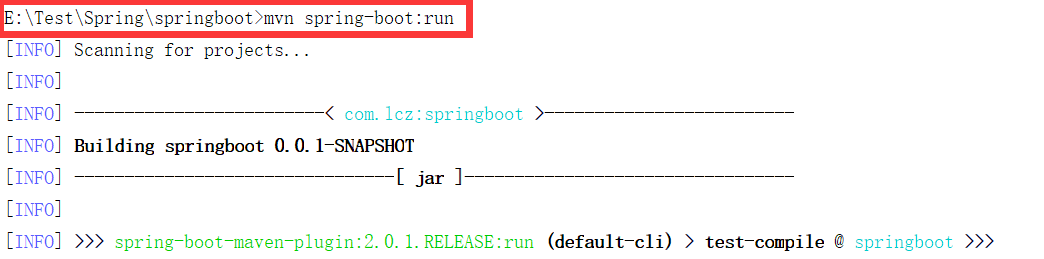 E:\Test\Spring\springboot>mvn spring-boot:run
[INFO] Scanning for projects...
[INFO]
[INFO] -------------------------< com.lcz:springboot >-------------------------
[INFO] Building springboot 0.0.1-SNAPSHOT
[INFO] --------------------------------[ jar ]---------------------------------
[INFO]
[INFO] >>> spring-boot-maven-plugin:2.0.1.RELEASE:run (default-cli) > test-compile @ springboot >>>